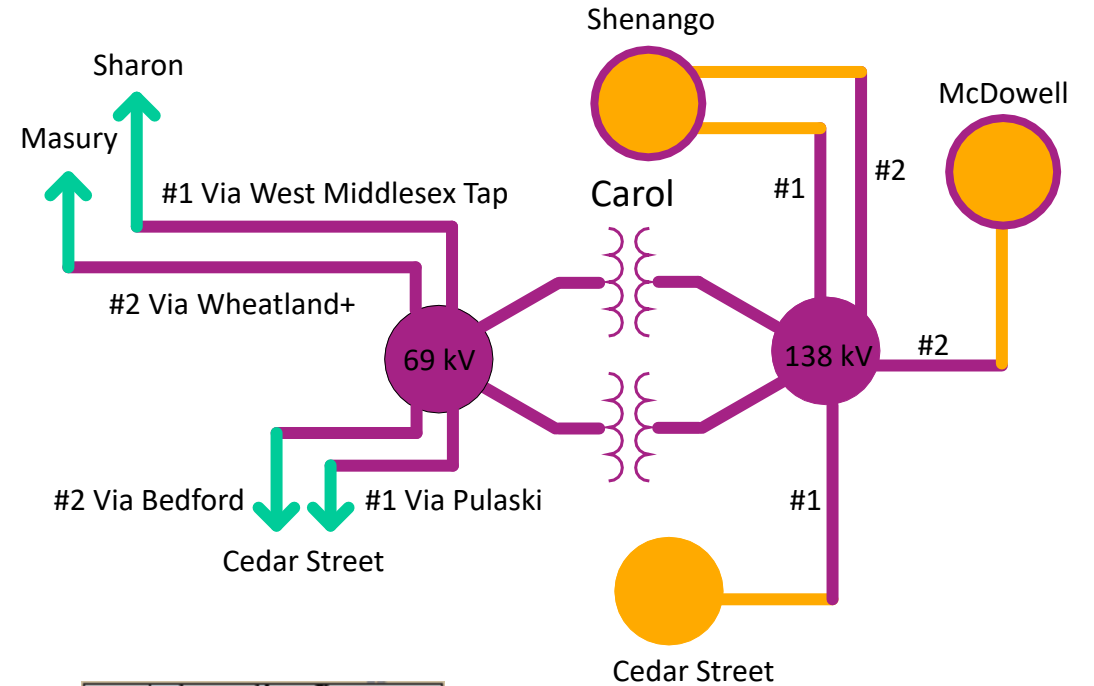 Shenango
Sharon
McDowell
Masury
#1 Via West Middlesex Tap
Carol
#1
#2
#2 Via Wheatland+
69 kV
138 kV
#2
#2 Via Bedford
#1 Via Pulaski
#1
Cedar Street
Cedar Street